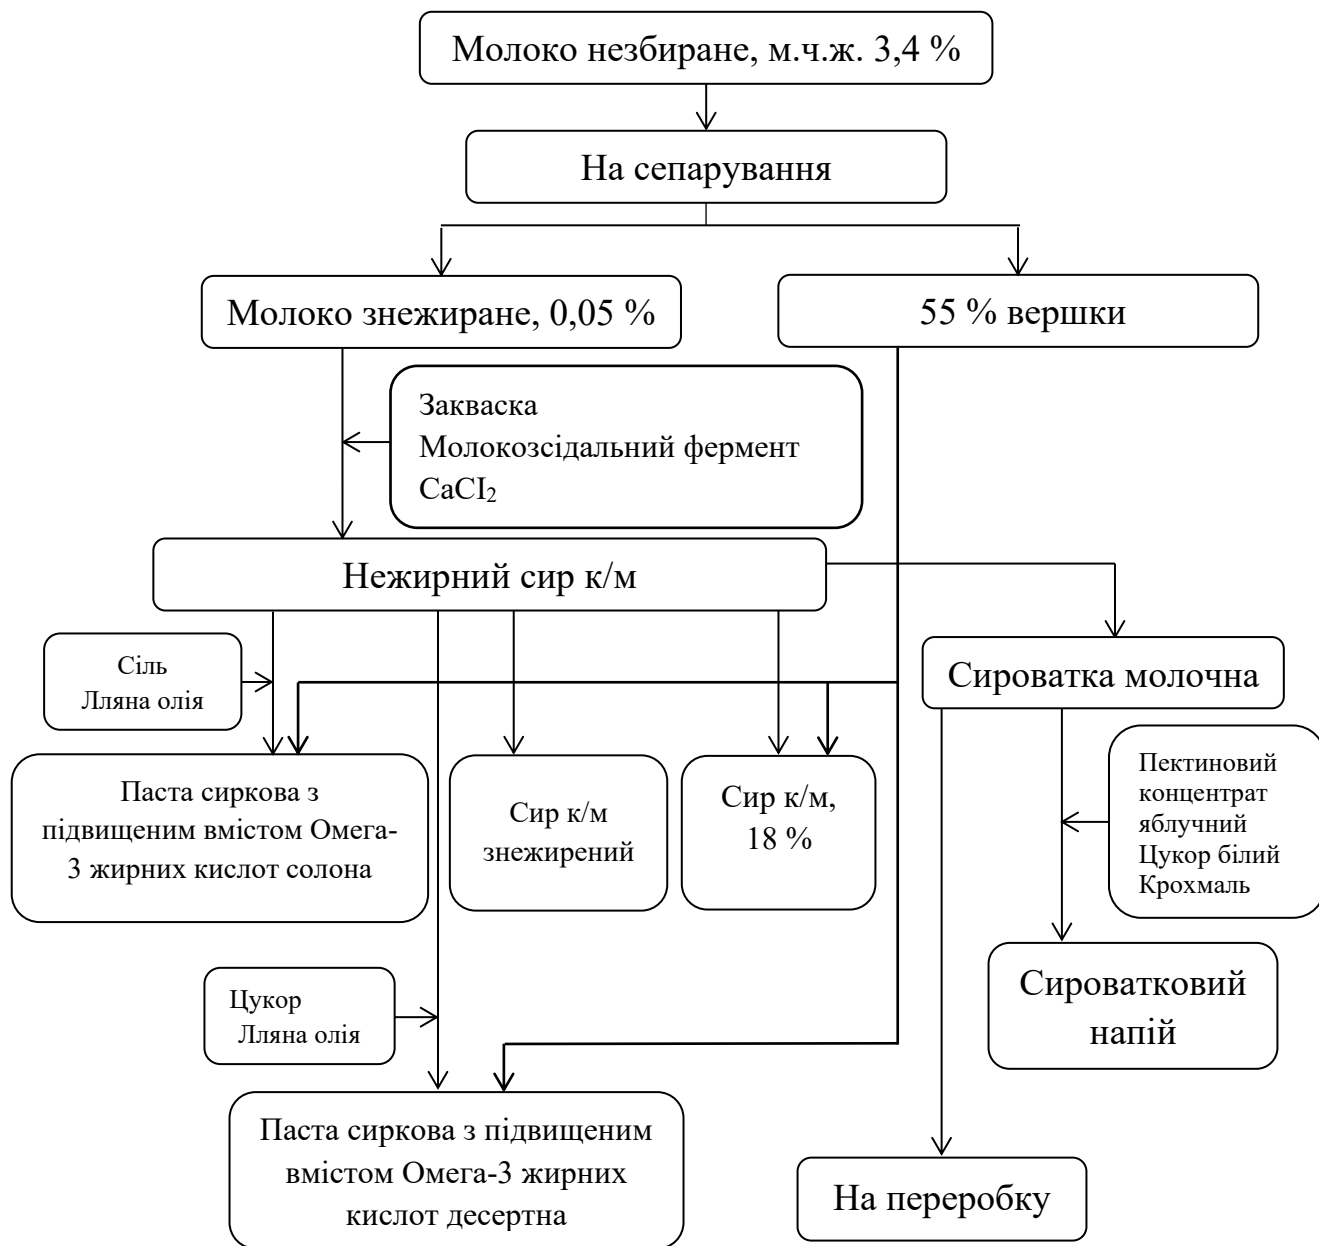 Молоко незбиране, м.ч.ж. 3,4 %
На сепарування
Молоко знежиране, 0,05 %
55 % вершки
Закваска
Молокозсідальний фермент
CaCI₂
Нежирний сир к/м
Сіль
Лляна олія
Сироватка молочна
Паста сиркова з
підвищеним вмістом Омега-
3 жирних кислот солона
Сир к/м
знежирений
Сир к/м,
18 %
Пектиновий
концентрат
яблучний
Цукор білий
Крохмаль
Цукор
Лляна олія
Сироватковий
напій
Паста сиркова з підвищеним
вмістом Омега-3 жирних
кислот десертна
На переробку